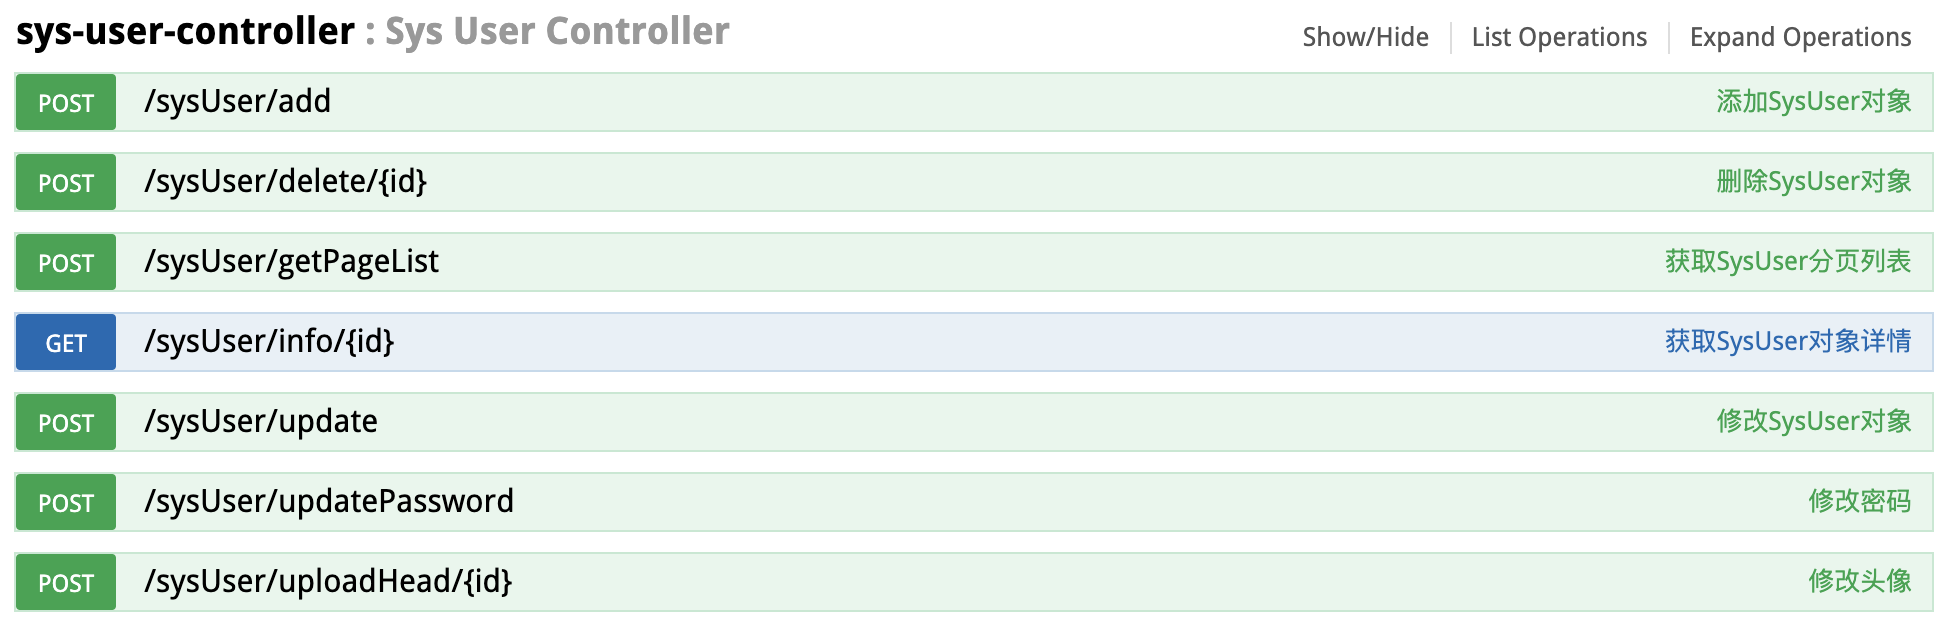 sys-user-controller : Sys User Controller Show/Hide List Operations Expand Operations
POST /sysUser/add 添加SysUser对象
POST /sysUser/delete/{id} 删除SysUser对象
POST /sysUser/getPageList 获取SysUser分页列表
GET /sysUser/info/{id} 获取SysUser对象详情
POST /sysUser/update 修改SysUser对象
POST /sysUser/updatePassword 修改密码
POST /sysUser/uploadHead/{id} 修改头像